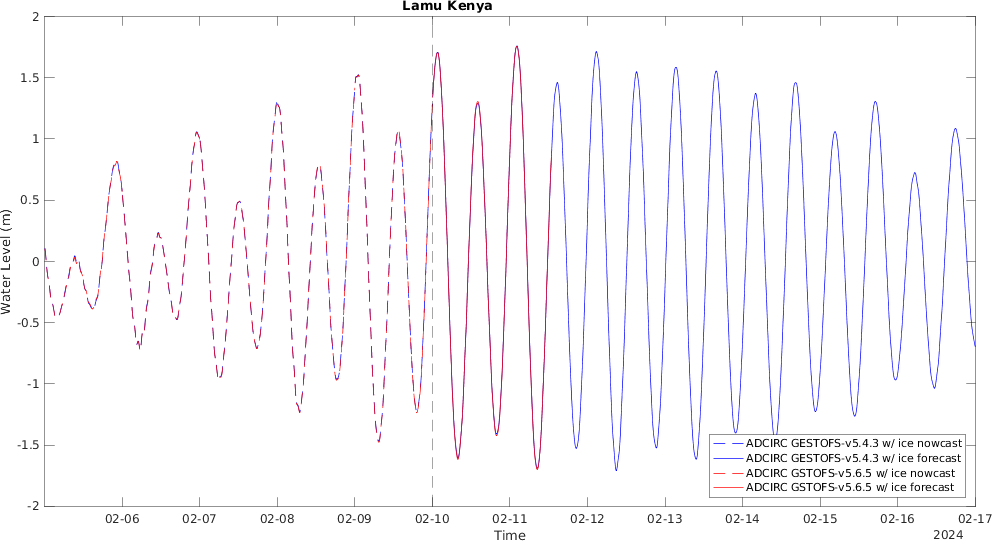 Lamu Kenya
2
1.5
1
0.5
0
-0.5
-1
-1.5
-2
Water Level (m)
02-06 02-07 02-08 02-09 02-10 02-11 02-12 02-13 02-14 02-15 02-16 02-17
Time
2024
ADCIRC GESTOFS-v5.4.3 w/ ice nowcast
ADCIRC GESTOFS-v5.4.3 w/ ice forecast
ADCIRC GSTOFS-v5.6.5 w/ ice nowcast
ADCIRC GSTOFS-v5.6.5 w/ ice forecast